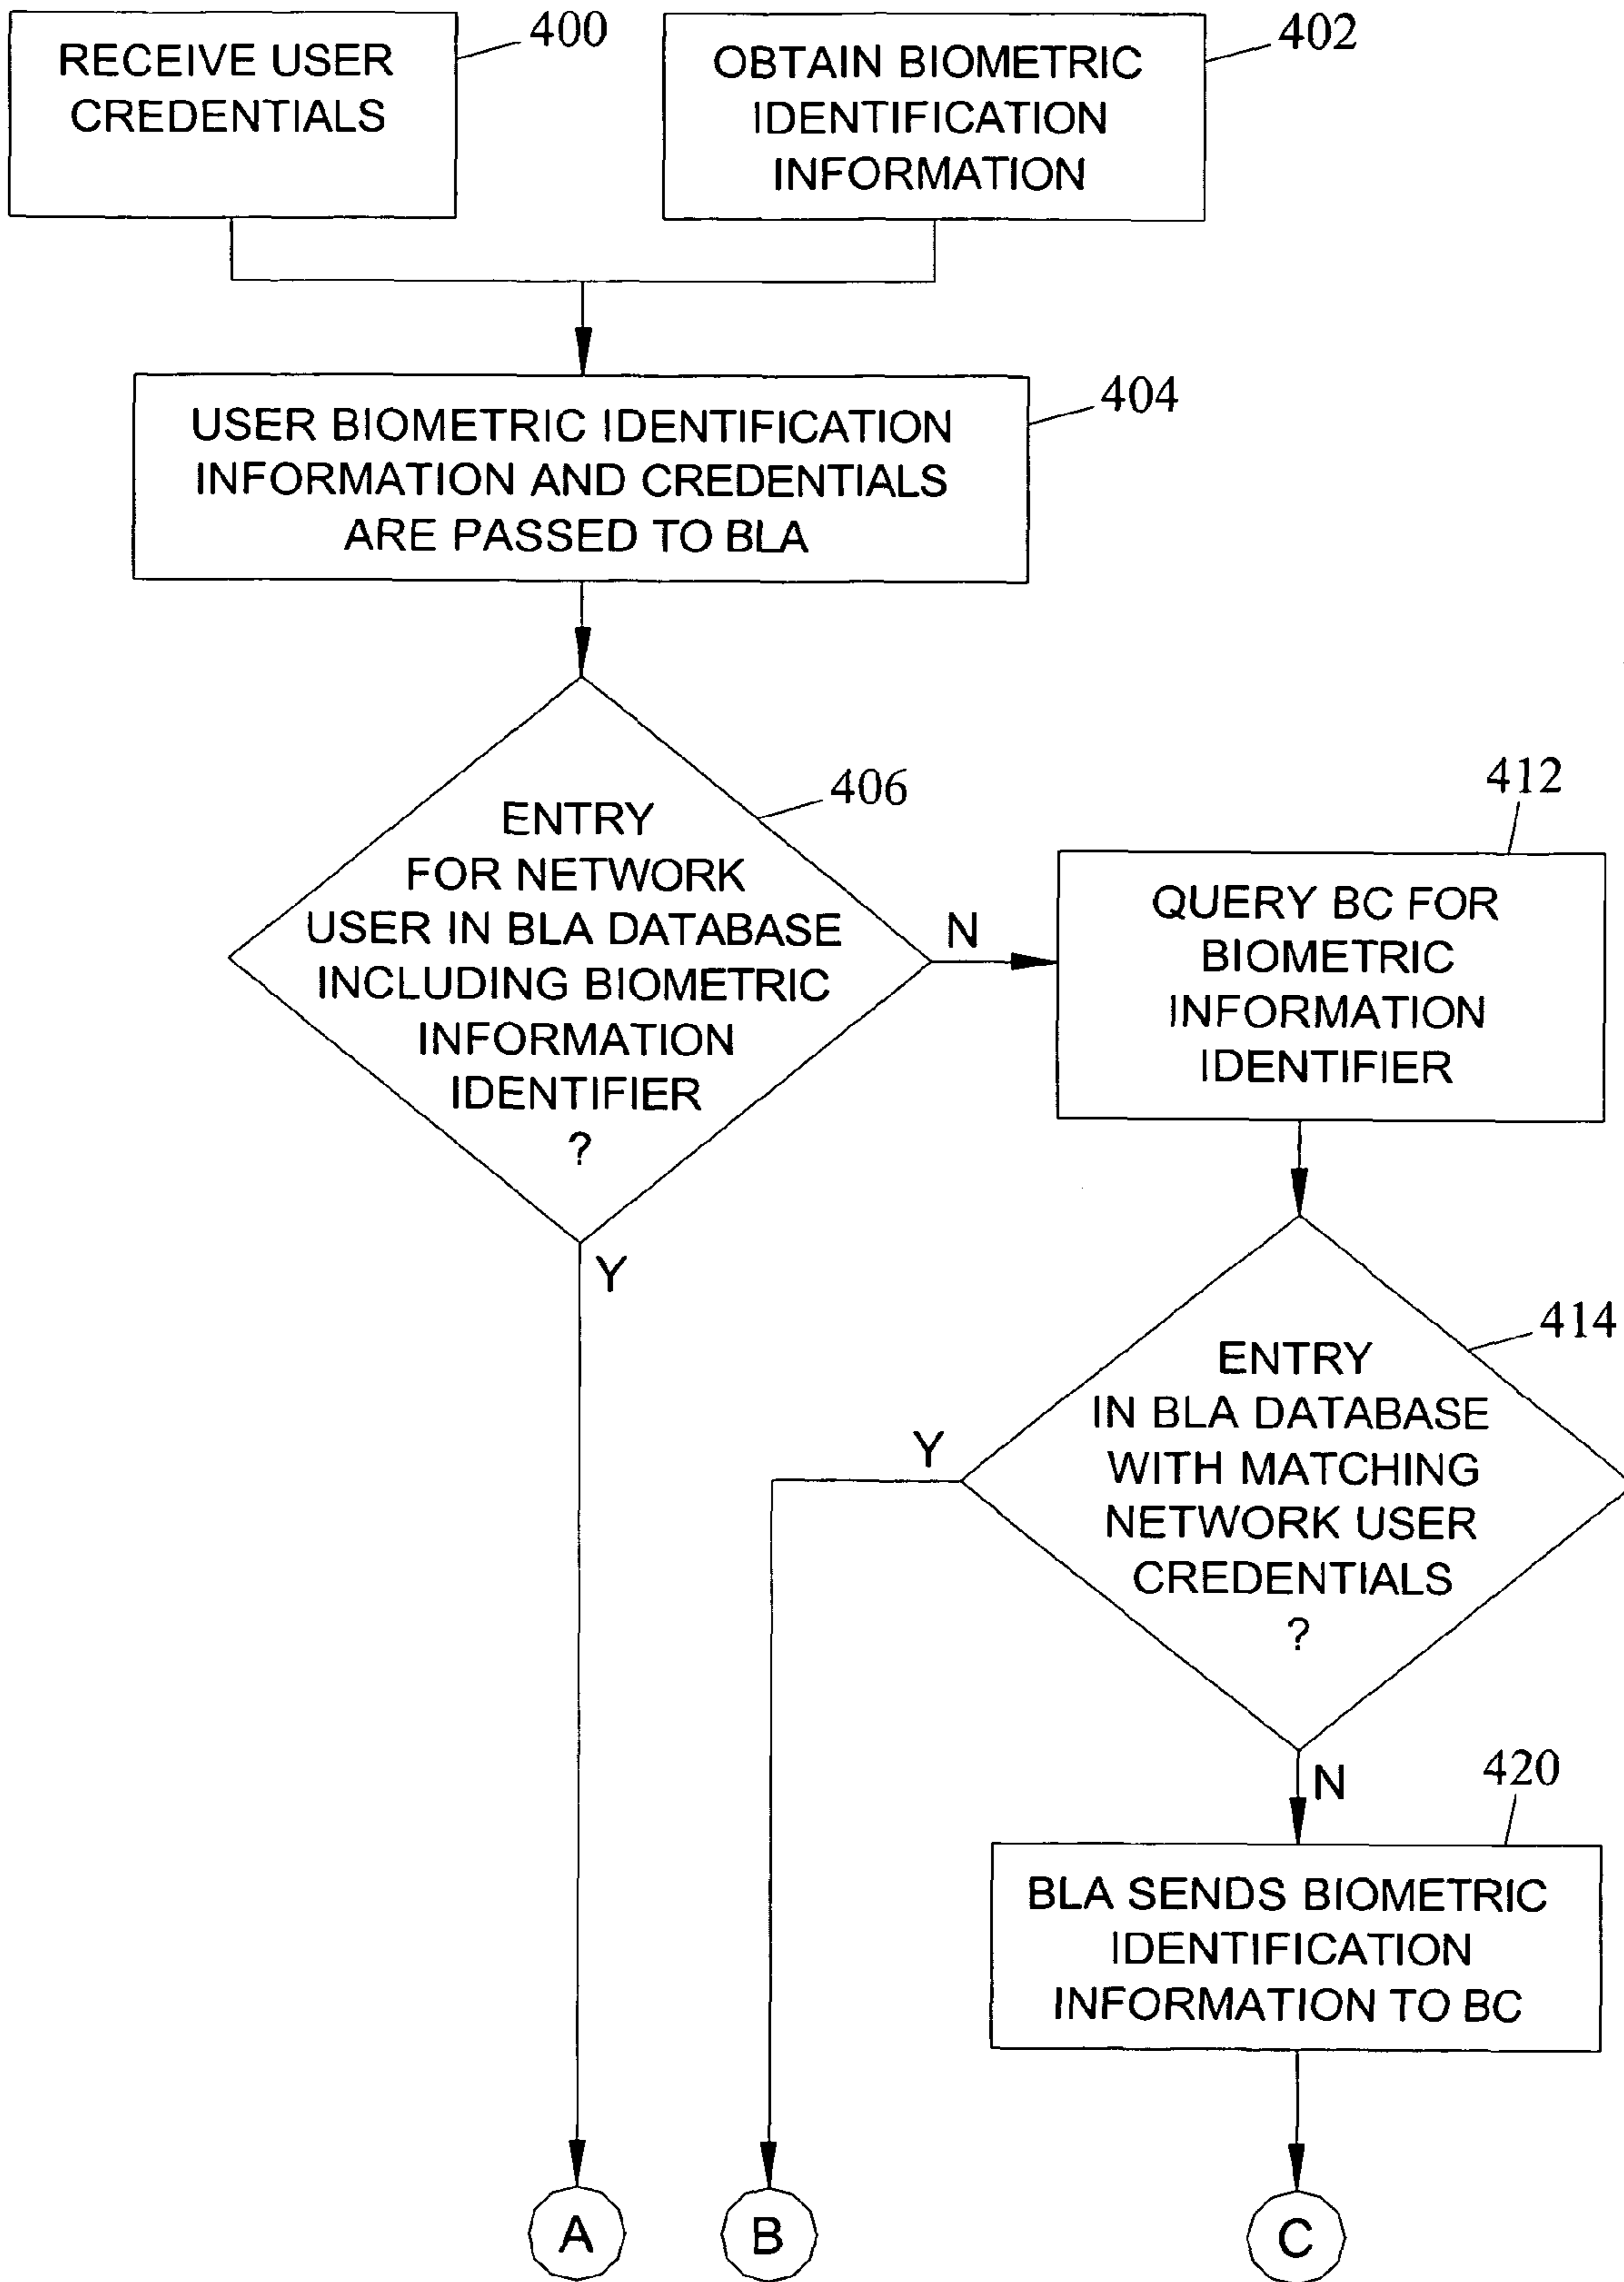 RECEIVE USER
CREDENTIALS
400
OBTAIN BIOMETRIC
IDENTIFICATION
INFORMATION
402
USER BIOMETRIC IDENTIFICATION
INFORMATION AND CREDENTIALS
ARE PASSED TO BLA
404
ENTRY
FOR NETWORK
USER IN BLA DATABASE
INCLUDING BIOMETRIC
INFORMATION
IDENTIFIER
?
406
N
Y
QUERY BC FOR
BIOMETRIC
INFORMATION
IDENTIFIER
412
ENTRY
IN BLA DATABASE
WITH MATCHING
NETWORK USER
CREDENTIALS
?
414
Y
N
BLA SENDS BIOMETRIC
IDENTIFICATION
INFORMATION TO BC
420
A
B
C